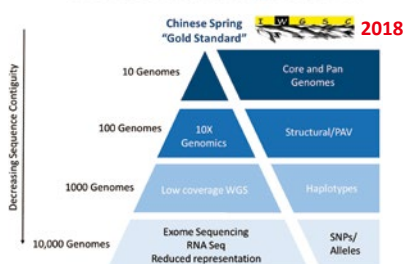 Chinese Spring
"Gold Standard"
I W G S C
2018
Decreasing Sequence Contiguity
10 Genomes
Core and Pan
Genomes
100 Genomes
10X
Genomics
Structural/PAV
1000 Genomes
Low coverage WGS
Haplotypes
10,000 Genomes
Exome Sequencing
RNA Seq
Reduced representation
SNPs/
Alleles